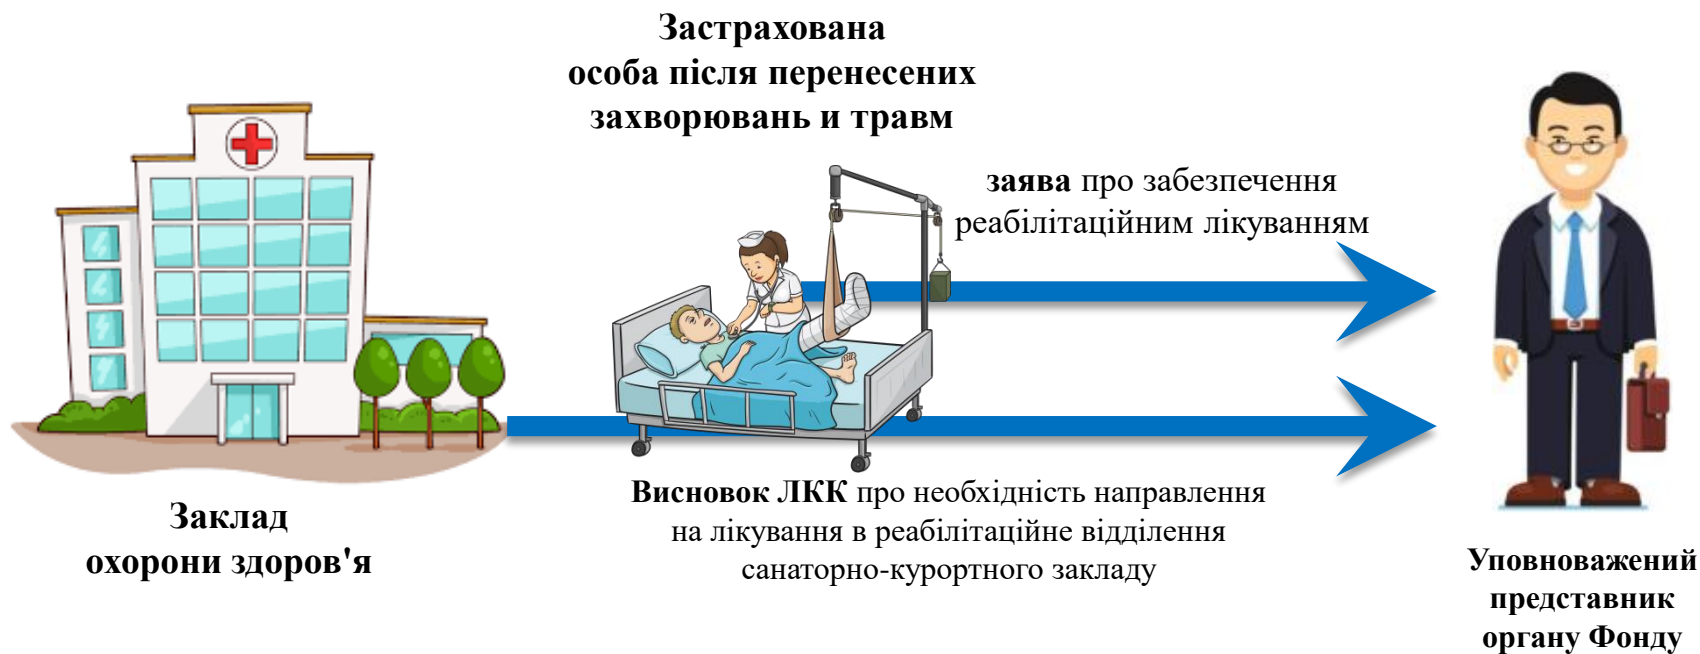 Застрахована
особа після перенесених
захворювань и травм
заява про забезпечення
реабілітаційним лікуванням
Висновок ЛКК про необхідність направлення
на лікування в реабілітаційне відділення
санаторно-курортного закладу
Заклад
охорони здоров'я
Уповноважений
представник
органу Фонду